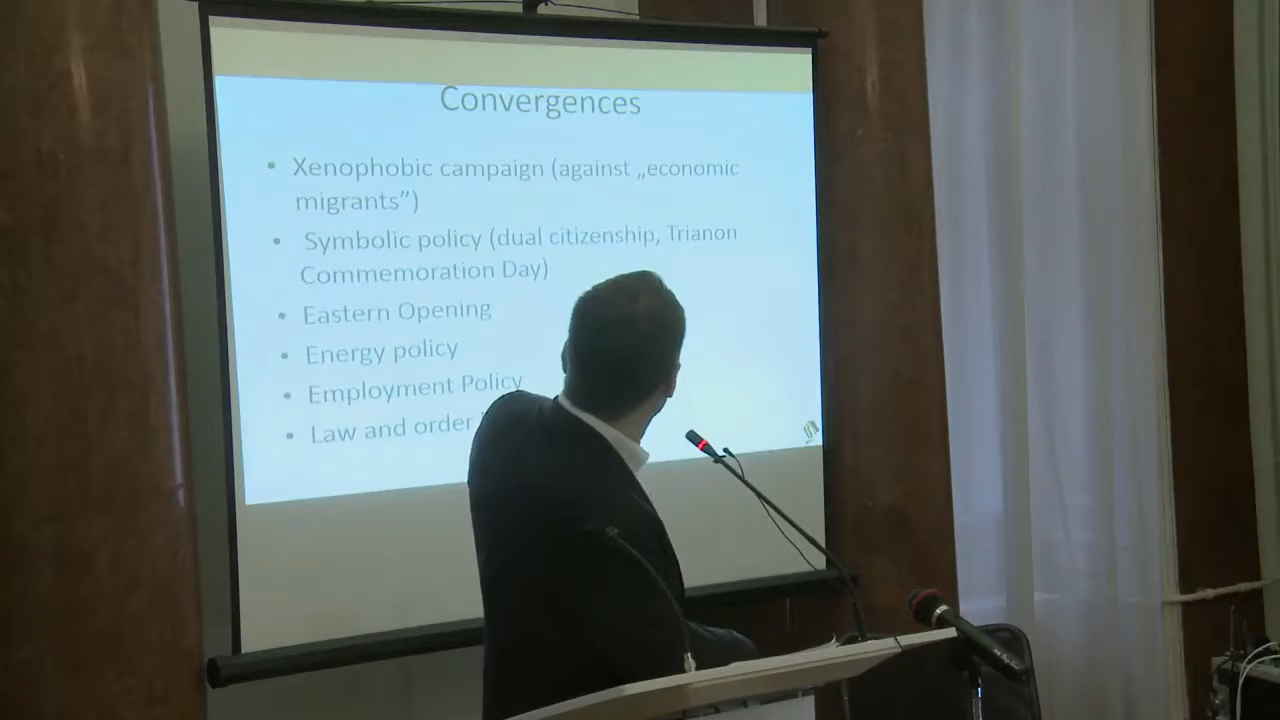 Convergences
• Xenophobic campaign (against „economic
migrants”)
• Symbolic policy (dual citizenship, Trianon
Commemoration Day)
• Eastern Opening
• Energy policy
• Employment Policy
• Law and order